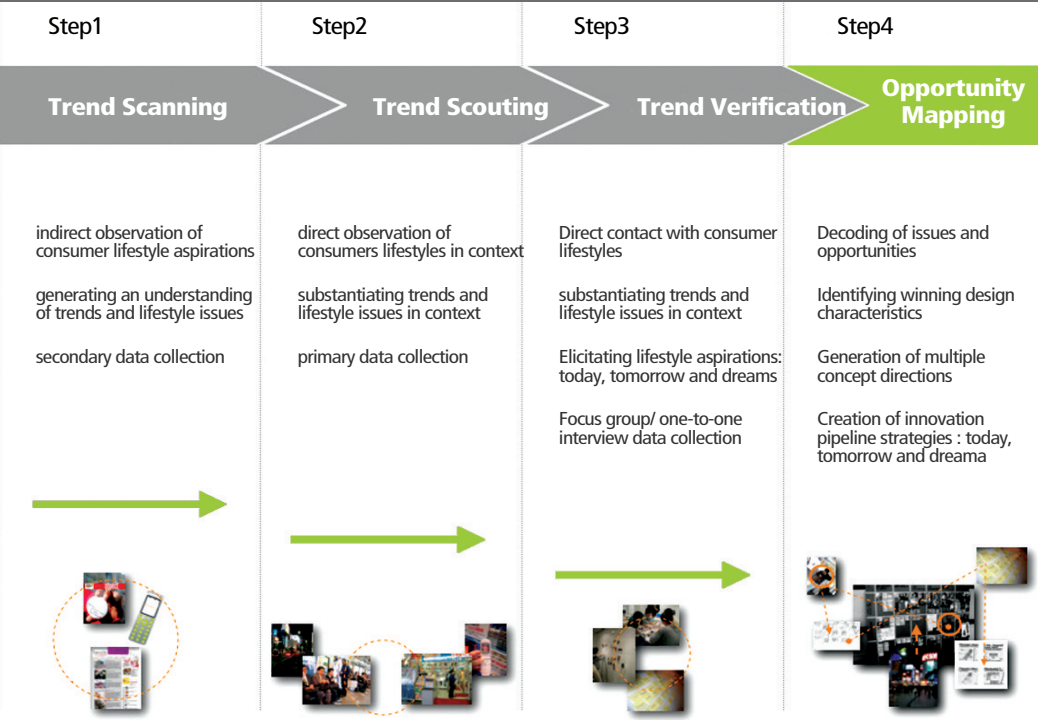 Step1
Step2
Step3
Step4
Trend Scanning
Trend Scouting
Trend Verification
Opportunity
Mapping
indirect observation of
consumer lifestyle aspirations
generating an understanding
of trends and lifestyle issues
secondary data collection
direct observation of
consumers lifestyles in context
substantiating trends and
lifestyle issues in context
primary data collection
Direct contact with consumer
lifestyles
substantiating trends and
lifestyle issues in context
Elicitating lifestyle aspirations:
today, tomorrow and dreams
Focus group/ one-to-one
interview data collection
Decoding of issues and
opportunities
Identifying winning design
characteristics
Generation of multiple
concept directions
Creation of innovation
pipeline strategies : today,
tomorrow and dreama